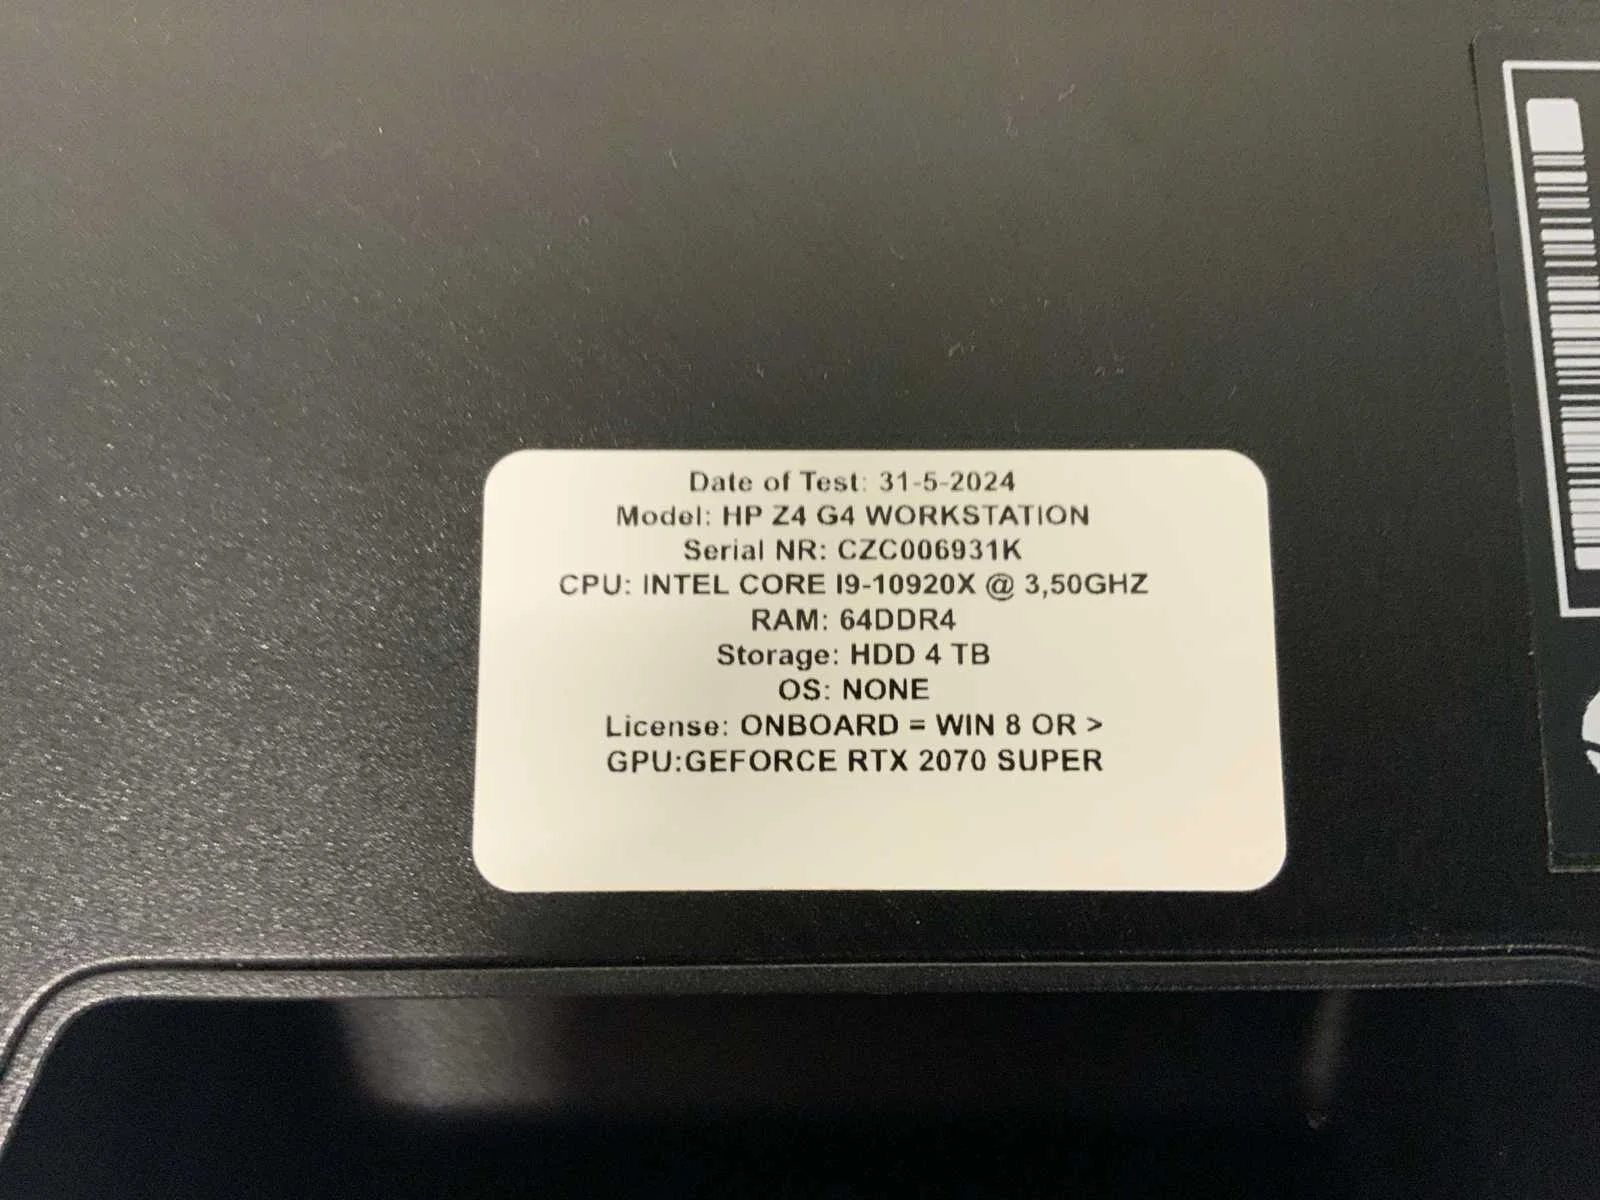 Date of Test: 31-5-2024
Model: HP Z4 G4 WORKSTATION
Serial NR: CZC006931K
CPU: INTEL CORE I9-10920X @ 3,50GHZ
RAM: 64DDR4
Storage: HDD 4 TB
OS: NONE
License: ONBOARD = WIN 8 OR >
GPU:GEFORCE RTX 2070 SUPER